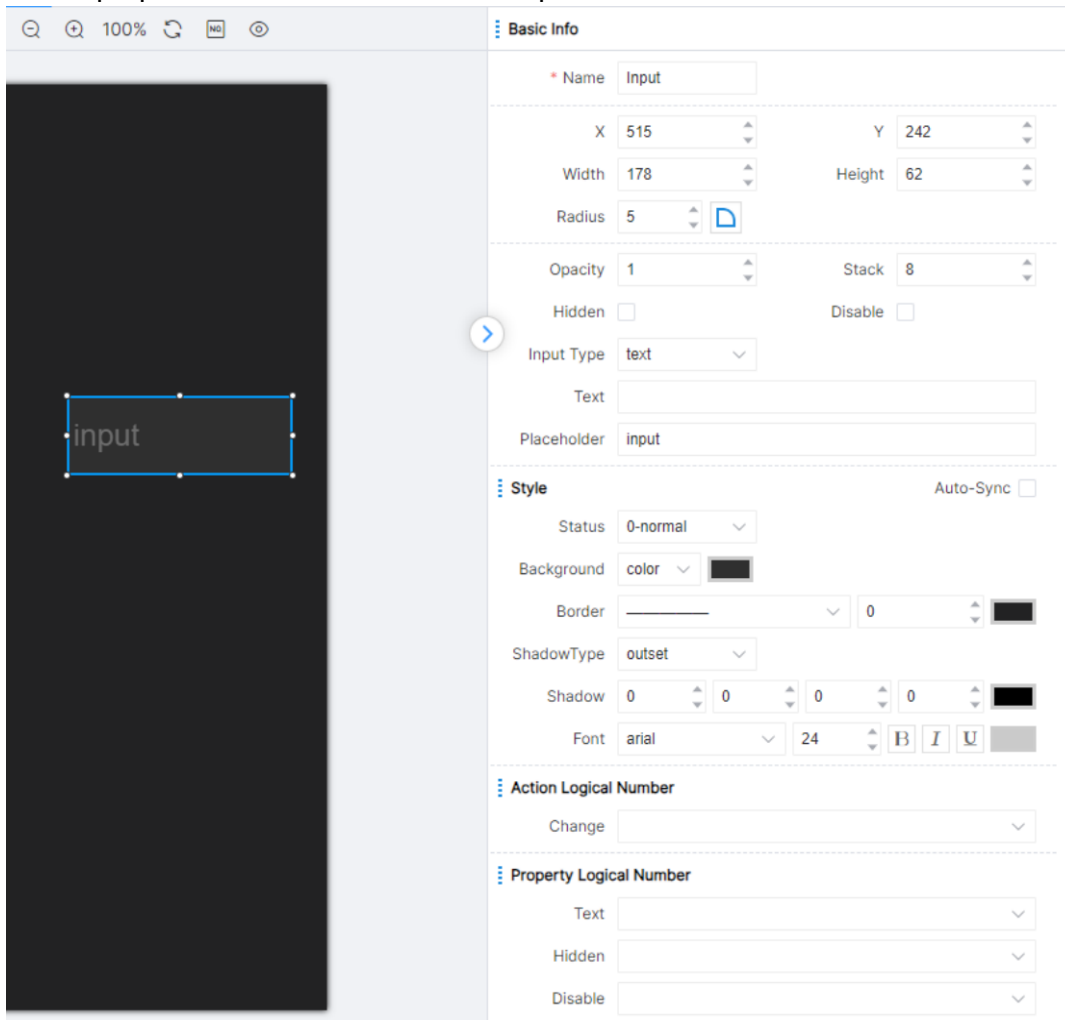 100% NO Basic Info
* Name Input
X 515 Y 242
Width 178 Height 62
Radius 5
Opacity 1 Stack 8
Hidden Disable
Input Type text
Text
input
Placeholder input
Style Auto-Sync
Status 0-normal
Background color
Border 0
ShadowType outset
Shadow 0 0 0 0
Font arial 24 B I U
Action Logical Number
Change
Property Logical Number
Text
Hidden
Disable